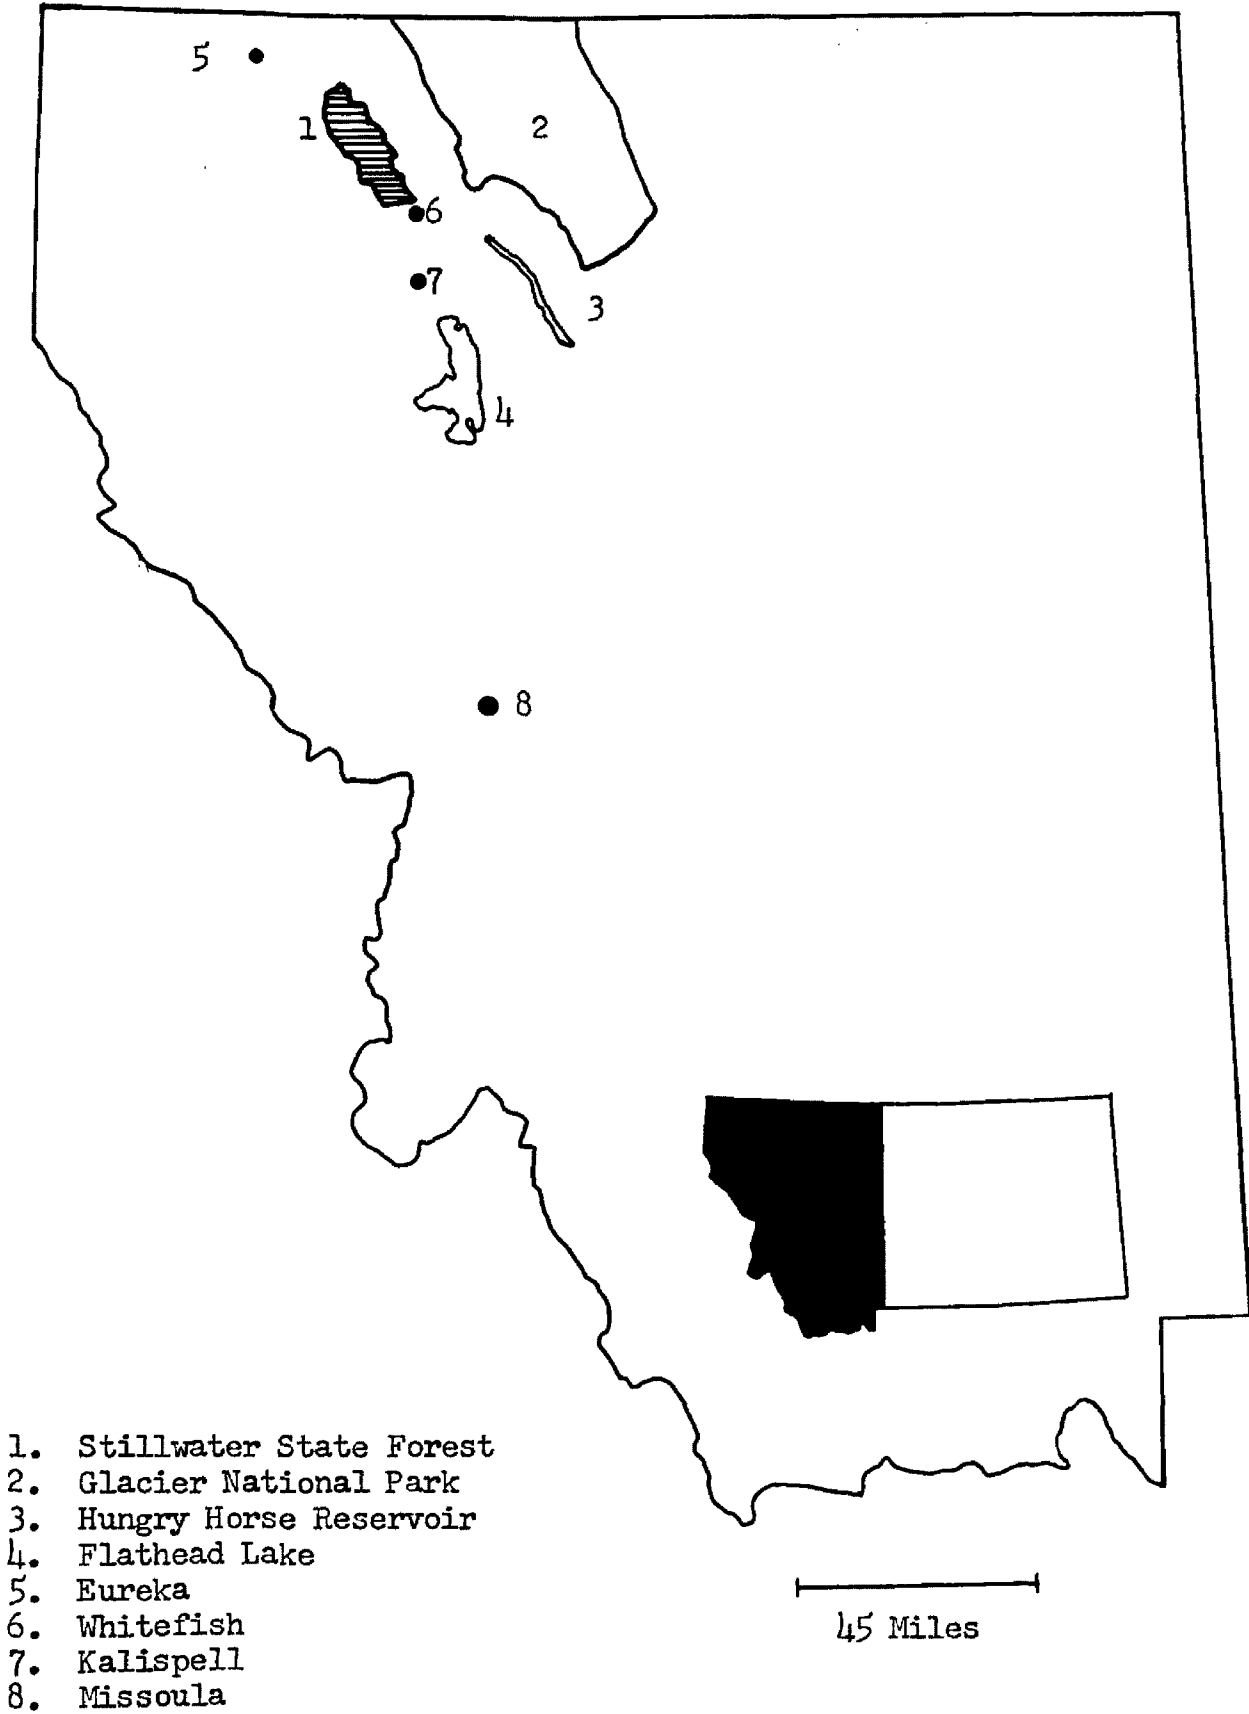 5
1
2
6
7
3
4
8
1. Stillwater State Forest
2. Glacier National Park
3. Hungry Horse Reservoir
4. Flathead Lake
5. Eureka
6. Whitefish
7. Kalispell
8. Missoula
45 Miles